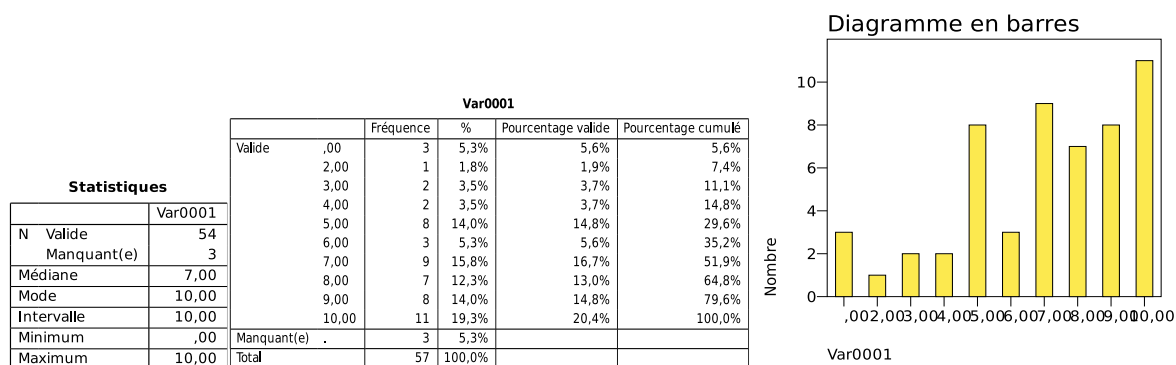 Statistiques
Var0001
N Valide 54
Manquant(e) 3
Médiane 7,00
Mode 10,00
Intervalle 10,00
Minimum ,00
Maximum 10,00
Var0001
Fréquence % Pourcentage valide Pourcentage cumulé
Valide ,00 3 5,3% 5,6% 5,6%
2,00 1 1,8% 1,9% 7,4%
3,00 2 3,5% 3,7% 11,1%
4,00 2 3,5% 3,7% 14,8%
5,00 8 14,0% 14,8% 29,6%
6,00 3 5,3% 5,6% 35,2%
7,00 9 15,8% 16,7% 51,9%
8,00 7 12,3% 13,0% 64,8%
9,00 8 14,0% 14,8% 79,6%
10,00 11 19,3% 20,4% 100,0%
Manquant(e) . 3 5,3%
Total 57 100,0%
Diagramme en barres
10
8
6
4
2
0
Nombre
,00 2,00 3,00 4,00 5,00 6,00 7,00 8,00 9,00 10,00
Var0001